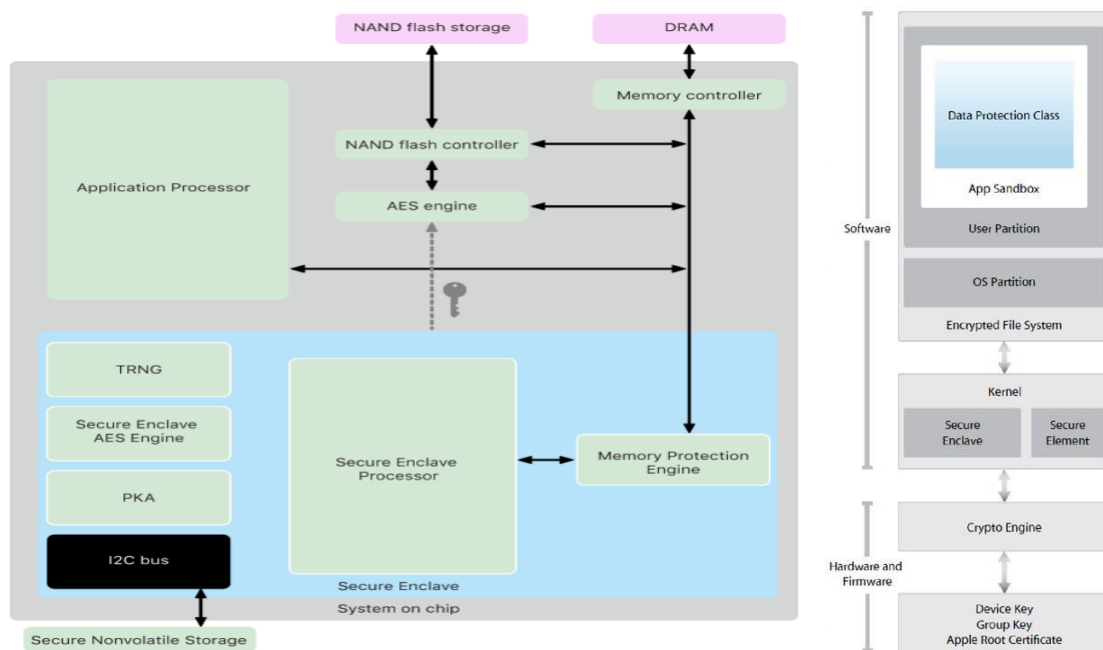 NAND flash storage
DRAM
Memory controller
NAND flash controller
Application Processor
AES engine
TRNG
Secure Enclave
AES Engine
Secure Enclave
Processor
Memory Protection
Engine
PKA
I2C bus
Secure Enclave
System on chip
Secure Nonvolatile Storage
Software
Data Protection Class
App Sandbox
User Partition
OS Partition
Encrypted File System
Kernel
Secure
Enclave
Secure
Element
Hardware and
Firmware
Crypto Engine
Device Key
Group Key
Apple Root Certificate